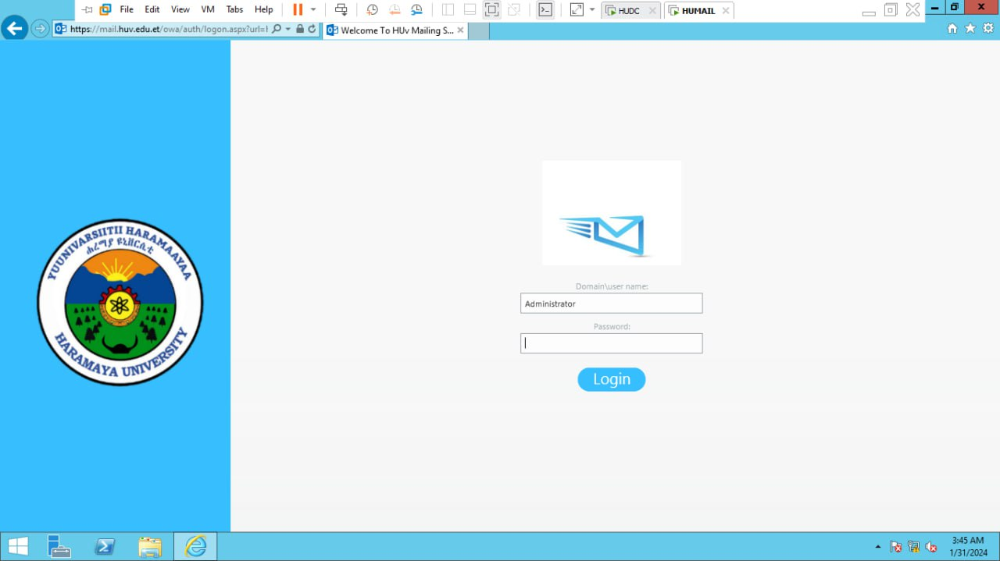 File Edit View VM Tabs Help
HUDC
HUMAIL
https://mail.huv.edu.et/owa/auth/logon.aspx?url=
Welcome To HUv Mailing S...
YUUNIVARSIITII HARAMAAYAA
ሐረማያ ዩኒቨርሲቲ
HARAMAYA UNIVERSITY
Domain\user name:
Administrator
Password:
Login
3:45 AM
1/31/2024